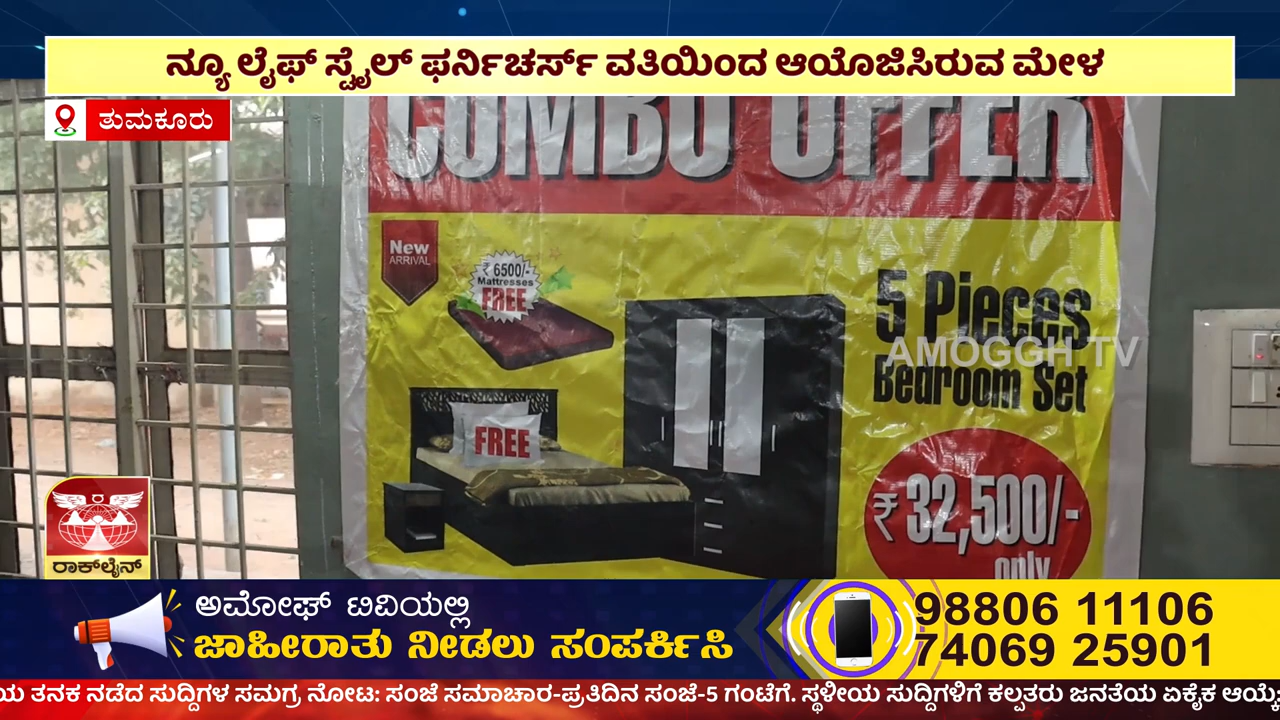 ನ್ಯೂ ಲೈಫ್ ಸ್ಟೈಲ್ ಫರ್ನಿಚರ್ಸ್ ವತಿಯಿಂದ ಆಯೊಜಿಸಿರುವ ಮೇಳ
ತುಮಕೂರು
COMBO OFFER
New
ARRIVAL
₹ 6500/-
Mattresses
FREE
5 Pieces
AMOGGH TV
Bedroom Set
FREE
₹ 32,500/-
only
ರಾಕ್‌ಲೈನ್
ಅಮೋಘ್ ಟಿವಿಯಲ್ಲಿ
ಜಾಹೀರಾತು ನೀಡಲು ಸಂಪರ್ಕಿಸಿ
98806 11106
74069 25901
ಯ ತನಕ ನಡೆದ ಸುದ್ದಿಗಳ ಸಮಗ್ರ ನೋಟ: ಸಂಜೆ ಸಮಾಚಾರ-ಪ್ರತಿದಿನ ಸಂಜೆ-5 ಗಂಟೆಗೆ. ಸ್ಥಳೀಯ ಸುದ್ದಿಗಳಿಗೆ ಕಲ್ಪತರು ಜನತೆಯ ಏಕೈಕ ಆಯ್ಕೆ: